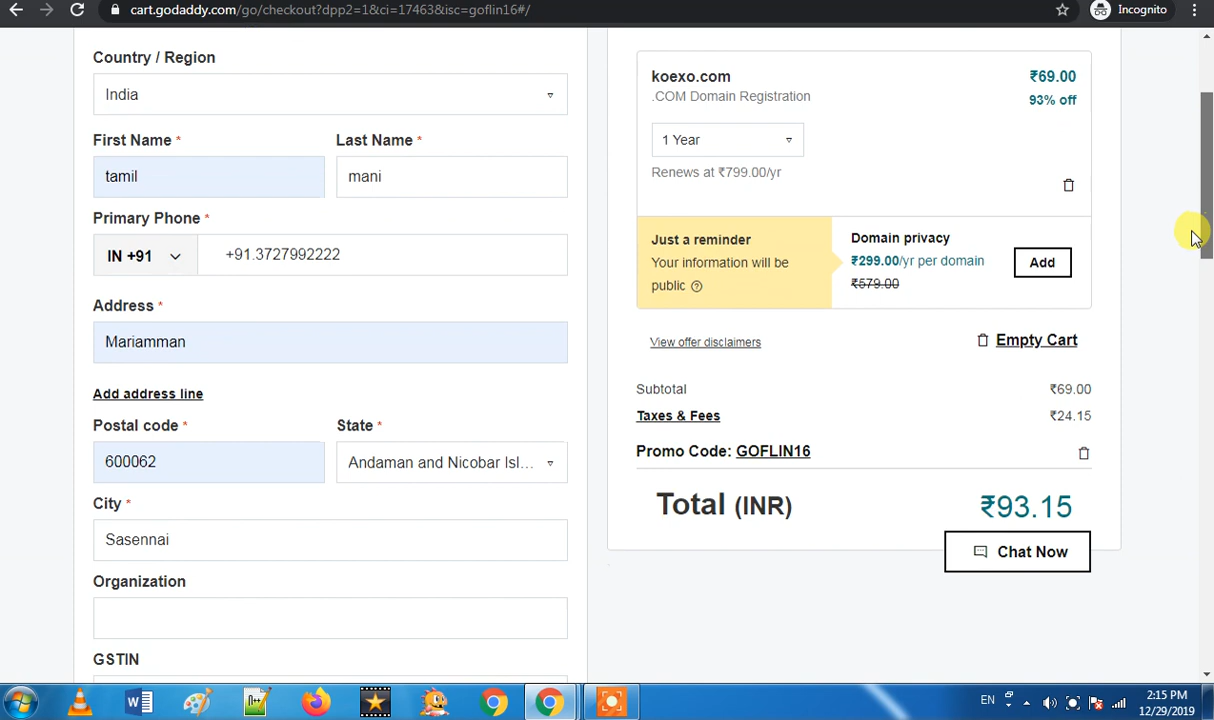 cart.godaddy.com/go/checkout?dpp2=1&ci=17463&isc=goflin16#/
Incognito
Country / Region
India
First Name *
Last Name *
tamil
mani
Primary Phone *
IN +91
+91.3727992222
Address *
Mariamman
Add address line
Postal code *
State *
600062
Andaman and Nicobar Isl...
City *
Sasennai
Organization
GSTIN
koexo.com
₹69.00
.COM Domain Registration
93% off
1 Year
Renews at ₹799.00/yr
Just a reminder
Your information will be
public
Domain privacy
₹299.00/yr per domain
₹579.00
Add
View offer disclaimers
Empty Cart
Subtotal
₹69.00
Taxes & Fees
₹24.15
Promo Code: GOFLIN16
Total (INR)
₹93.15
Chat Now
EN
2:15 PM
12/29/2019